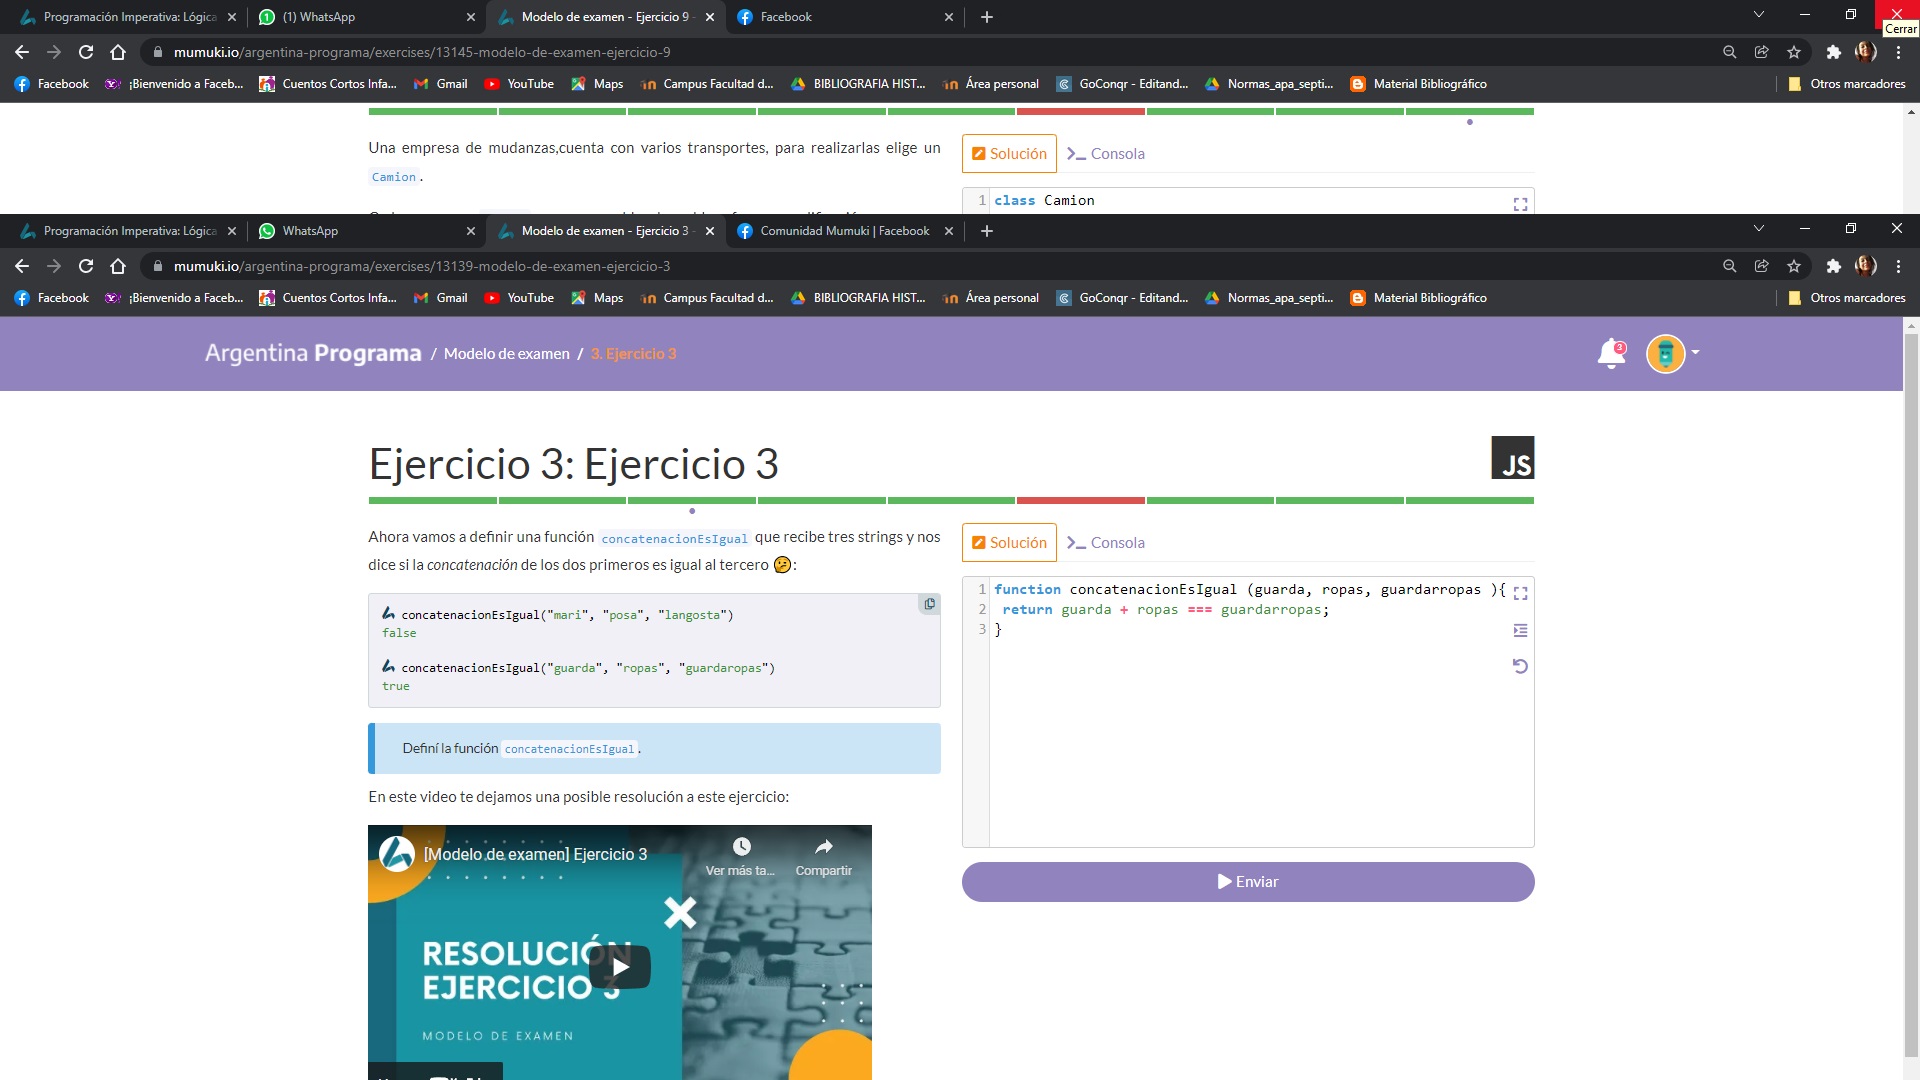 Programación Imperativa: Lógica
(1) WhatsApp
Modelo de examen - Ejercicio 9 -
Facebook
Cerrar
mumuki.io/argentina-programa/exercises/13145-modelo-de-examen-ejercicio-9
Facebook
¡Bienvenido a Faceb...
Cuentos Cortos Infa...
Gmail
YouTube
Maps
Campus Facultad d...
BIBLIOGRAFIA HIST...
Área personal
GoConqr - Editand...
Normas_apa_septi...
Material Bibliográfico
Otros marcadores
Una empresa de mudanzas,cuenta con varios transportes, para realizarlas elige un
Camion.
Solución
Consola
1 class Camion
Programación Imperativa: Lógica
WhatsApp
Modelo de examen - Ejercicio 3 -
Comunidad Mumuki | Facebook
mumuki.io/argentina-programa/exercises/13139-modelo-de-examen-ejercicio-3
Facebook
¡Bienvenido a Faceb...
Cuentos Cortos Infa...
Gmail
YouTube
Maps
Campus Facultad d...
BIBLIOGRAFIA HIST...
Área personal
GoConqr - Editand...
Normas_apa_septi...
Material Bibliográfico
Otros marcadores
Argentina Programa / Modelo de examen / 3. Ejercicio 3
3
Ejercicio 3: Ejercicio 3
JS
Ahora vamos a definir una función concatenacionEsIgual que recibe tres strings y nos
dice si la concatenación de los dos primeros es igual al tercero 🤔:
concatenacionEsIgual("mari", "posa", "langosta")
false
concatenacionEsIgual("guarda", "ropas", "guardaropas")
true
Definí la función concatenacionEsIgual.
En este video te dejamos una posible resolución a este ejercicio:
[Modelo de examen] Ejercicio 3
Ver más ta...
Compartir
RESOLUCIÓN
EJERCICIO 3
MODELO DE EXAMEN
Solución
Consola
1 function concatenacionEsIgual (guarda, ropas, guardarropas ){
2 return guarda + ropas === guardarropas;
3 }
Enviar